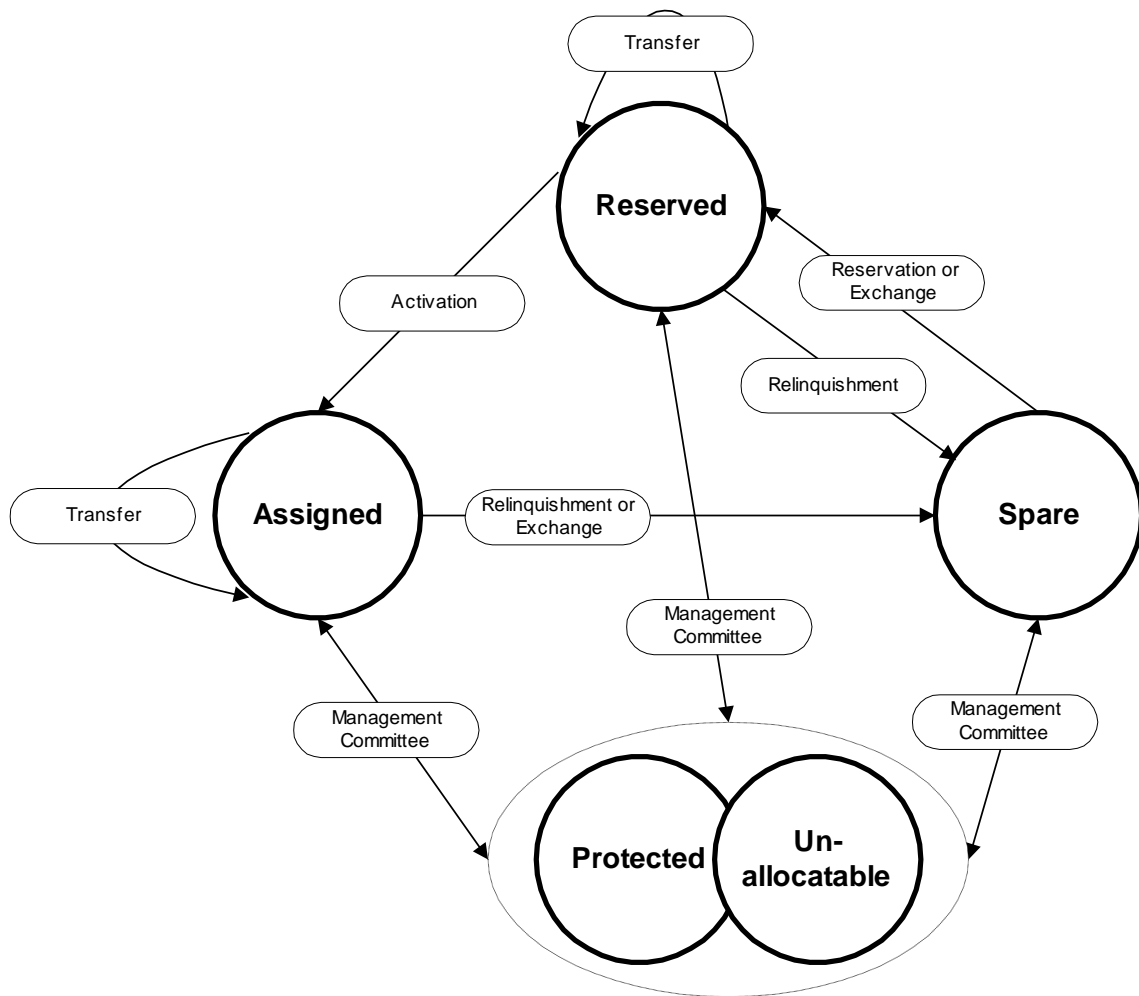 Transfer
Reserved
Reservation or
Exchange
Activation
Relinquishment
Transfer
Assigned
Relinquishment or
Exchange
Spare
Management
Committee
Management
Committee
Management
Committee
Protected
Un-
allocatable